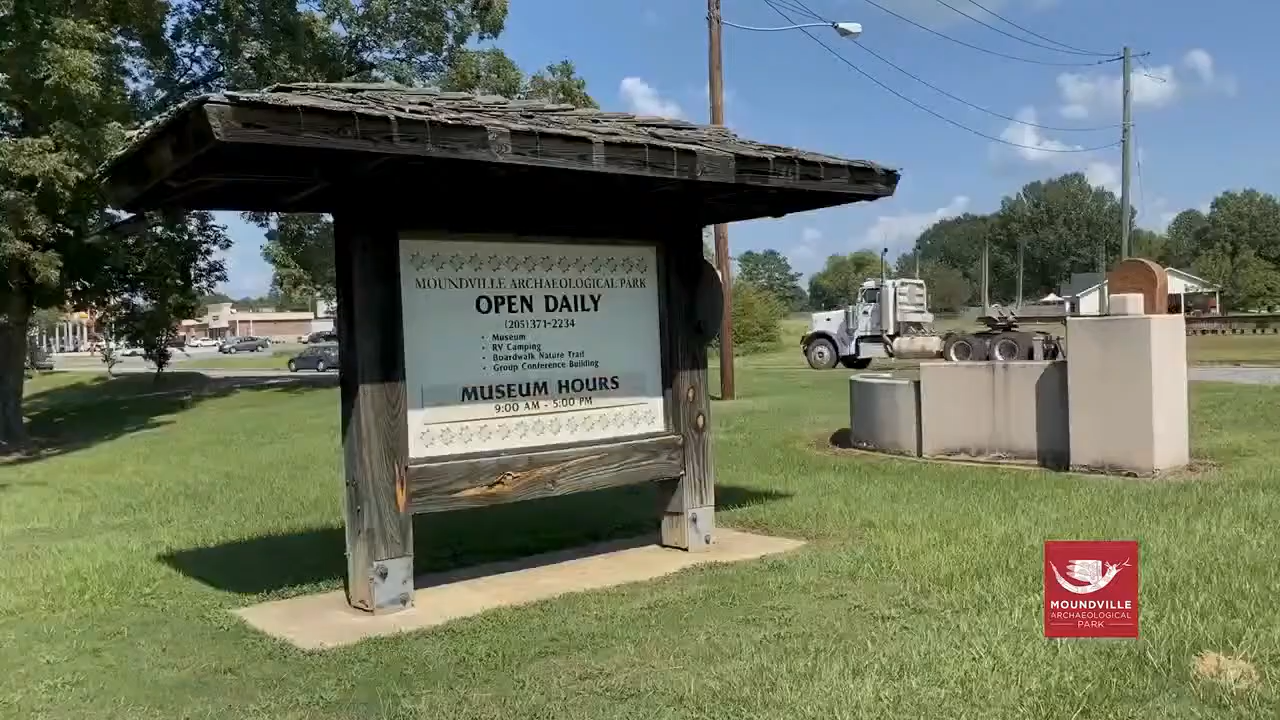 MOUNDVILLE ARCHAEOLOGICAL PARK
OPEN DAILY
(205)371-2234
• Museum
• RV Camping
• Boardwalk Nature Trail
• Group Conference Building
MUSEUM HOURS
9:00 AM - 5:00 PM
MOUNDVILLE
ARCHAEOLOGICAL
PARK